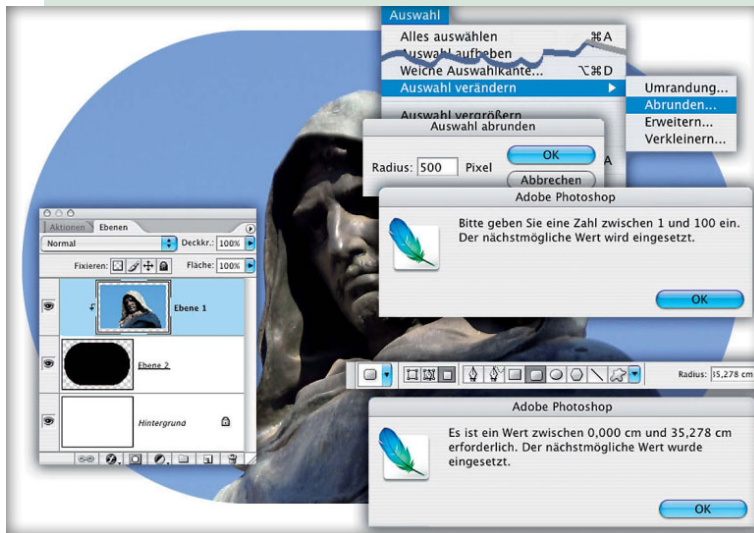 Auswahl
Alles auswählen ⌘A
Auswahl aufheben
Weiche Auswahlkante... ⌥⌘D
Auswahl verändern
Auswahl vergrößern
Umrandung...
Abrunden...
Erweitern...
Verkleinern...
Auswahl abrunden
Radius: 500 Pixel
OK
Abbrechen
A
Adobe Photoshop
Bitte geben Sie eine Zahl zwischen 1 und 100 ein.
Der nächstmögliche Wert wird eingesetzt.
OK
Aktionen Ebenen
Normal Deckkr.: 100%
Fixieren: Fläche: 100%
Ebene 1
Ebene 2
Hintergrund
Radius: 35,278 cm
Adobe Photoshop
Es ist ein Wert zwischen 0,000 cm und 35,278 cm
erforderlich. Der nächstmögliche Wert wurde
eingesetzt.
OK